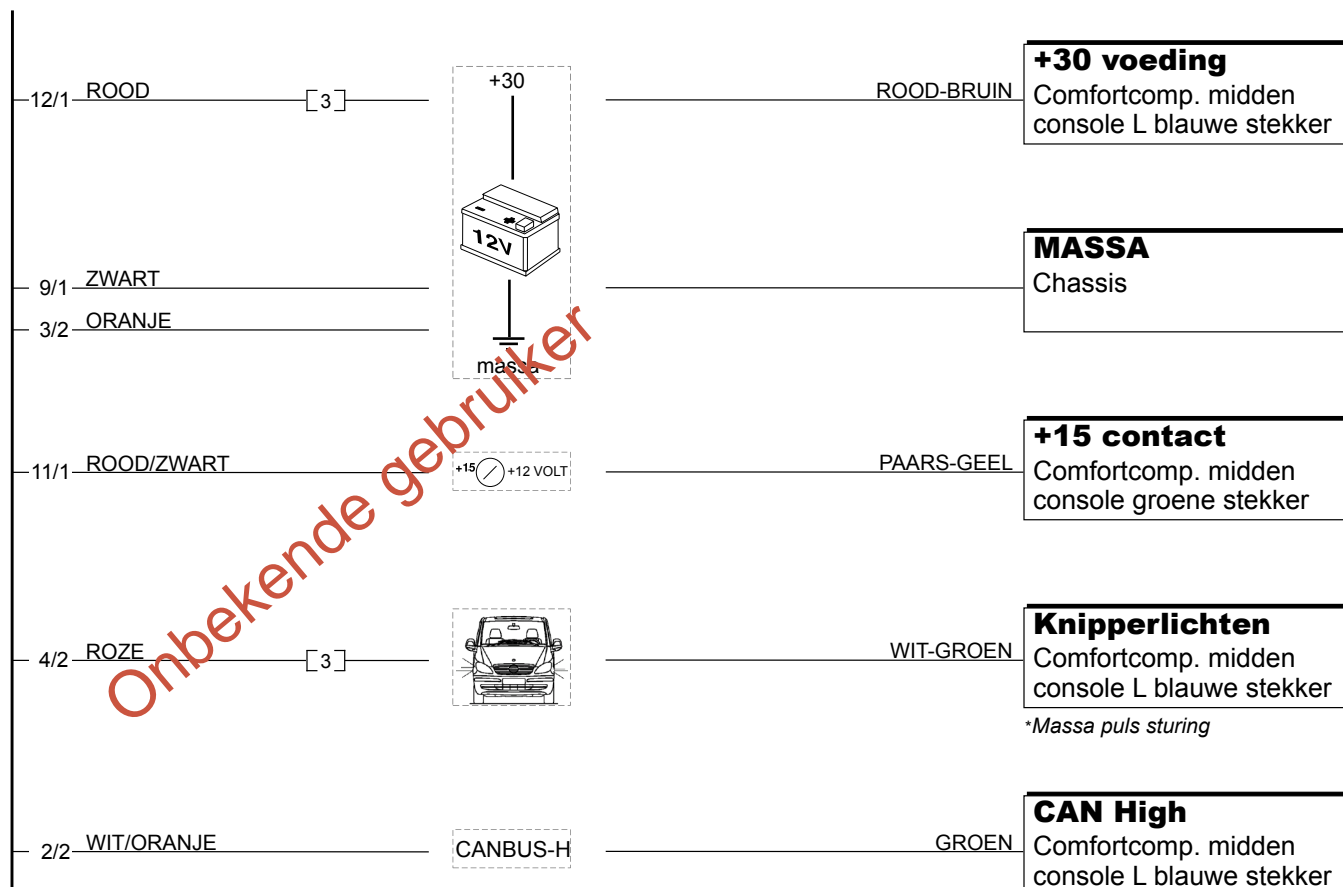 12/1 ROOD [3] +30 ROOD-BRUIN
+30 voeding
Comfortcomp. midden
console L blauwe stekker
12V
9/1 ZWART
3/2 ORANJE
massa
MASSA
Chassis
11/1 ROOD/ZWART +15 +12 VOLT PAARS-GEEL
+15 contact
Comfortcomp. midden
console groene stekker
4/2 ROZE [3] WIT-GROEN
Knipperlichten
Comfortcomp. midden
console L blauwe stekker
*Massa puls sturing
2/2 WIT/ORANJE CANBUS-H GROEN
CAN High
Comfortcomp. midden
console L blauwe stekker
Onbekende gebruiker